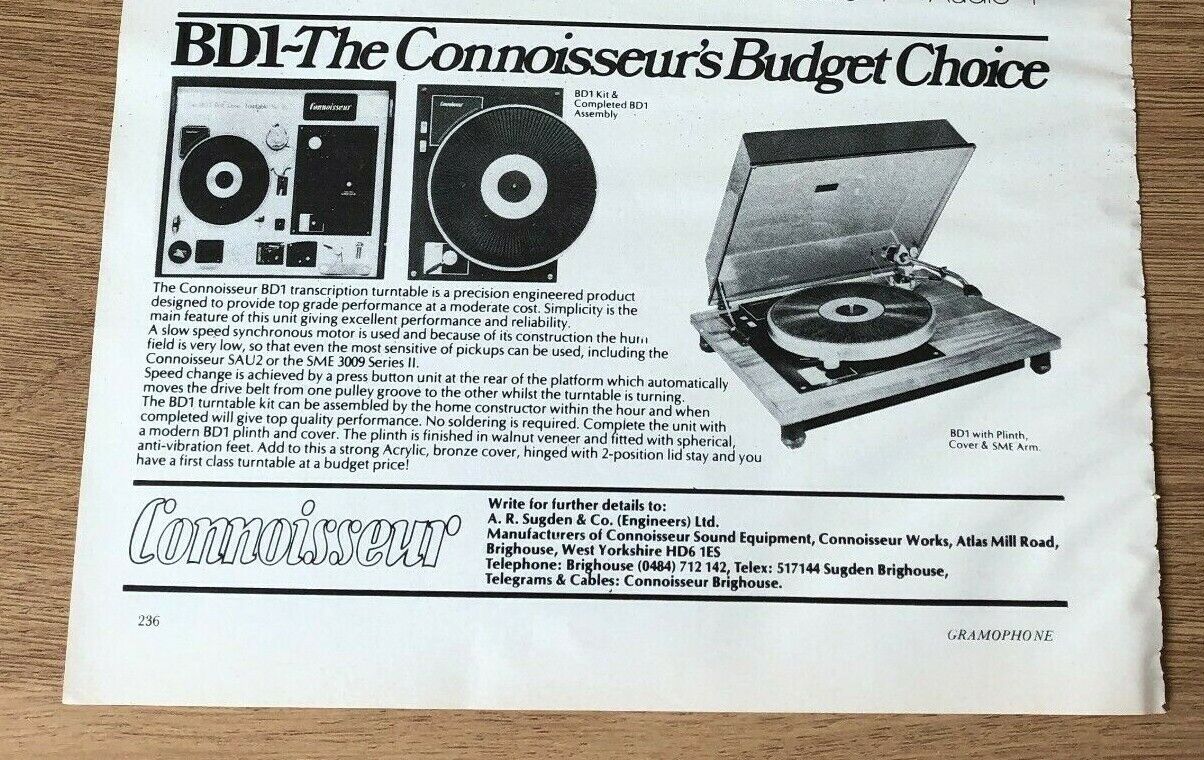 Audio
BD1-The Connoisseur's Budget Choice
Connoisseur
BD1 Kit &
Completed BD1
Assembly
The Connoisseur BD1 transcription turntable is a precision engineered product
designed to provide top grade performance at a moderate cost. Simplicity is the
main feature of this unit giving excellent performance and reliability.
A slow speed synchronous motor is used and because of its construction the hum
field is very low, so that even the most sensitive of pickups can be used, including the
Connoisseur SAU2 or the SME 3009 Series II.
Speed change is achieved by a press button unit at the rear of the platform which automatically
moves the drive belt from one pulley groove to the other whilst the turntable is turning.
The BD1 turntable kit can be assembled by the home constructor within the hour and when
completed will give top quality performance. No soldering is required. Complete the unit with
a modern BD1 plinth and cover. The plinth is finished in walnut veneer and fitted with spherical,
anti-vibration feet. Add to this a strong Acrylic, bronze cover, hinged with 2-position lid stay and you
have a first class turntable at a budget price!
BD1 with Plinth,
Cover & SME Arm.
Connoisseur
Write for further details to:
A. R. Sugden & Co. (Engineers) Ltd.
Manufacturers of Connoisseur Sound Equipment, Connoisseur Works, Atlas Mill Road,
Brighouse, West Yorkshire HD6 1ES
Telephone: Brighouse (0484) 712 142, Telex: 517144 Sugden Brighouse,
Telegrams & Cables: Connoisseur Brighouse.
236
GRAMOPHONE